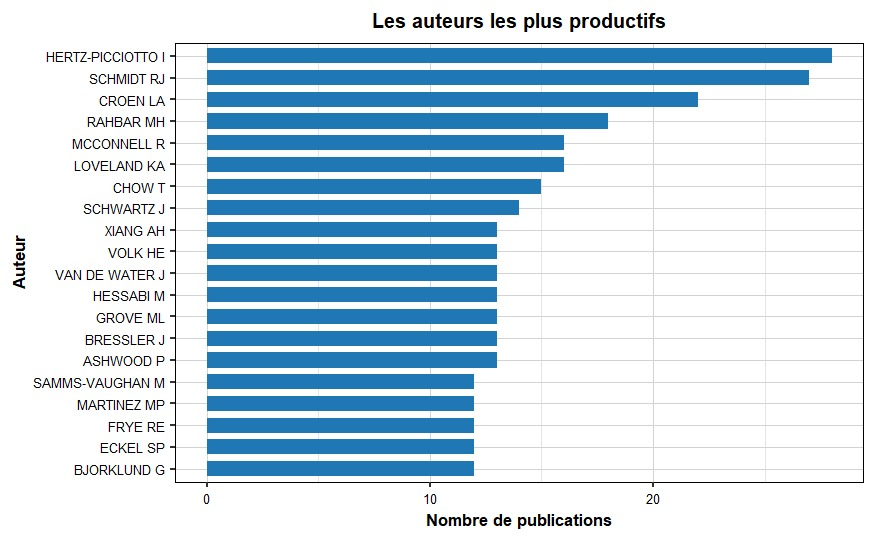 Les auteurs les plus productifs
HERTZ-PICCIOTTO I
SCHMIDT RJ
CROEN LA
RAHBAR MH
MCCONNELL R
LOVELAND KA
CHOW T
SCHWARTZ J
XIANG AH
VOLK HE
VAN DE WATER J
HESSABI M
GROVE ML
BRESSLER J
ASHWOOD P
SAMMS-VAUGHAN M
MARTINEZ MP
FRYE RE
ECKEL SP
BJORKLUND G
Auteur
0 10 20
Nombre de publications